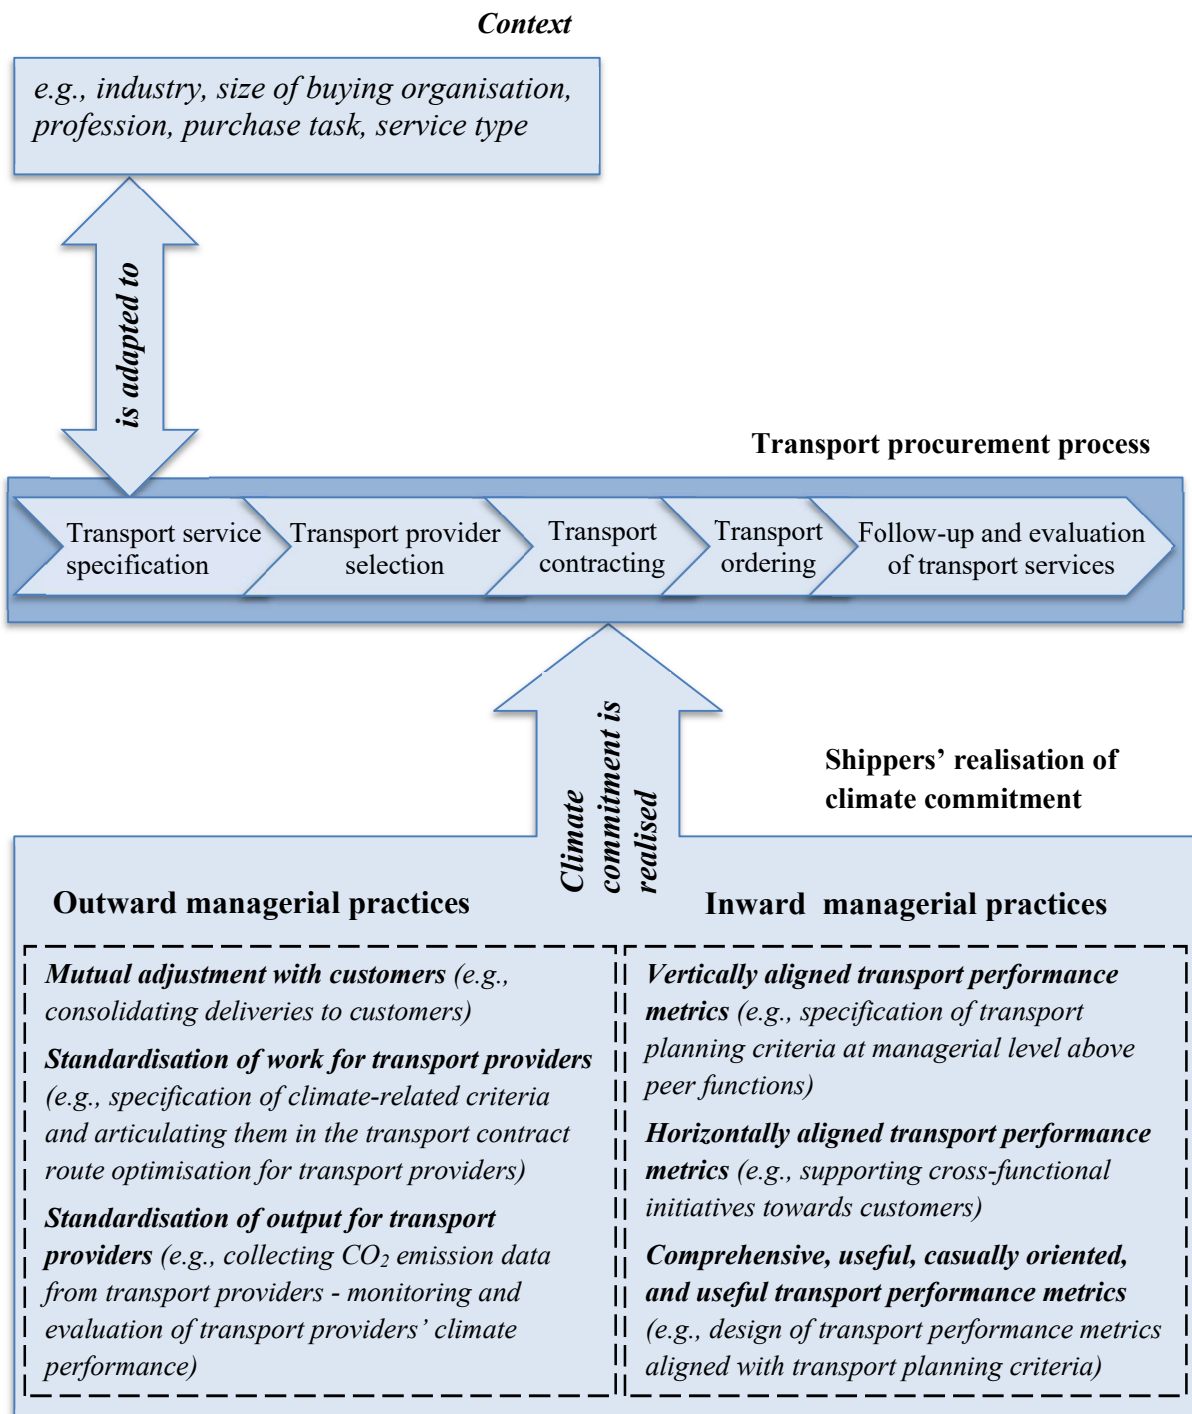 Context
e.g., industry, size of buying organisation,
profession, purchase task, service type
is adapted to
Transport procurement process
Transport service
specification
Transport provider
selection
Transport
contracting
Transport
ordering
Follow-up and evaluation
of transport services
Climate
commitment is
realised
Shippers’ realisation of
climate commitment
Outward managerial practices
Mutual adjustment with customers (e.g.,
consolidating deliveries to customers)
Standardisation of work for transport providers
(e.g., specification of climate-related criteria
and articulating them in the transport contract
route optimisation for transport providers)
Standardisation of output for transport
providers (e.g., collecting CO₂ emission data
from transport providers - monitoring and
evaluation of transport providers’ climate
performance)
Inward managerial practices
Vertically aligned transport performance
metrics (e.g., specification of transport
planning criteria at managerial level above
peer functions)
Horizontally aligned transport performance
metrics (e.g., supporting cross-functional
initiatives towards customers)
Comprehensive, useful, casually oriented,
and useful transport performance metrics
(e.g., design of transport performance metrics
aligned with transport planning criteria)